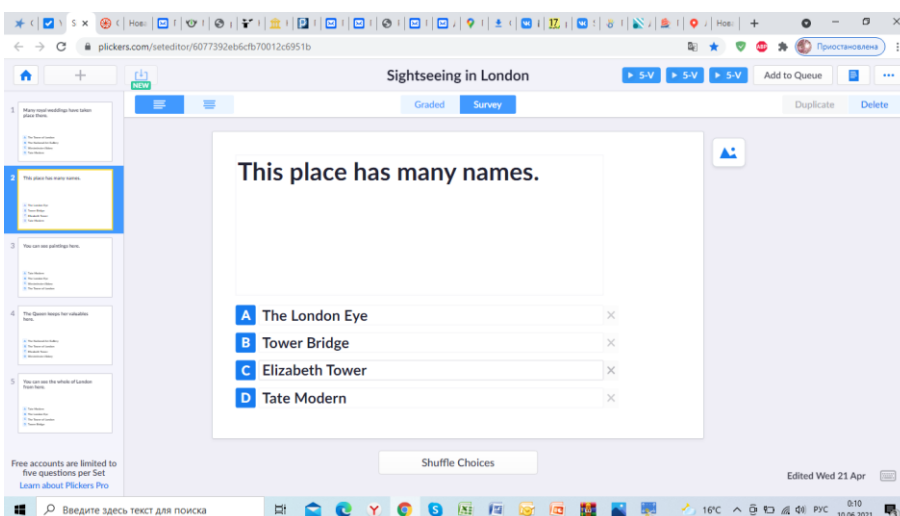 plickers.com/seteditor/6077392eb6cfb70012c6951b
Приостановлена
NEW
Sightseeing in London
5-V
5-V
5-V
Add to Queue
Graded
Survey
Duplicate
Delete
1
Many royal weddings have taken
place there.
2
This place has many names.
3
You can see paintings here.
4
The Queen keeps her valuables
here.
5
You can see the whole of London
from here.
Free accounts are limited to
five questions per Set
Learn about Plickers Pro
This place has many names.
A The London Eye
B Tower Bridge
C Elizabeth Tower
D Tate Modern
Shuffle Choices
Edited Wed 21 Apr
Введите здесь текст для поиска
16°C
РУС
0:10
10.06.2021